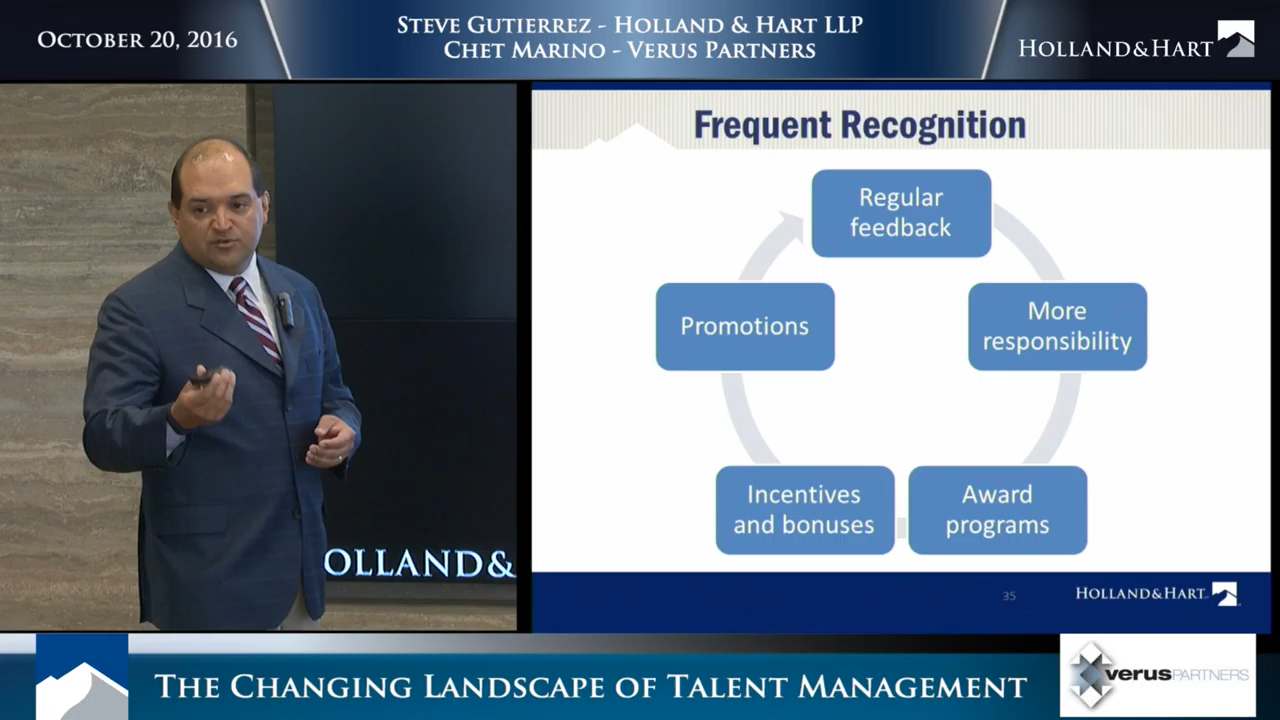 October 20, 2016
Steve Gutierrez - Holland & Hart LLP
Chet Marino - Verus Partners
Holland & Hart
Frequent Recognition
Regular
feedback
More
responsibility
Award
programs
Incentives
and bonuses
Promotions
OLLAND &
35
Holland & Hart
The Changing Landscape of Talent Management
verusPARTNERS